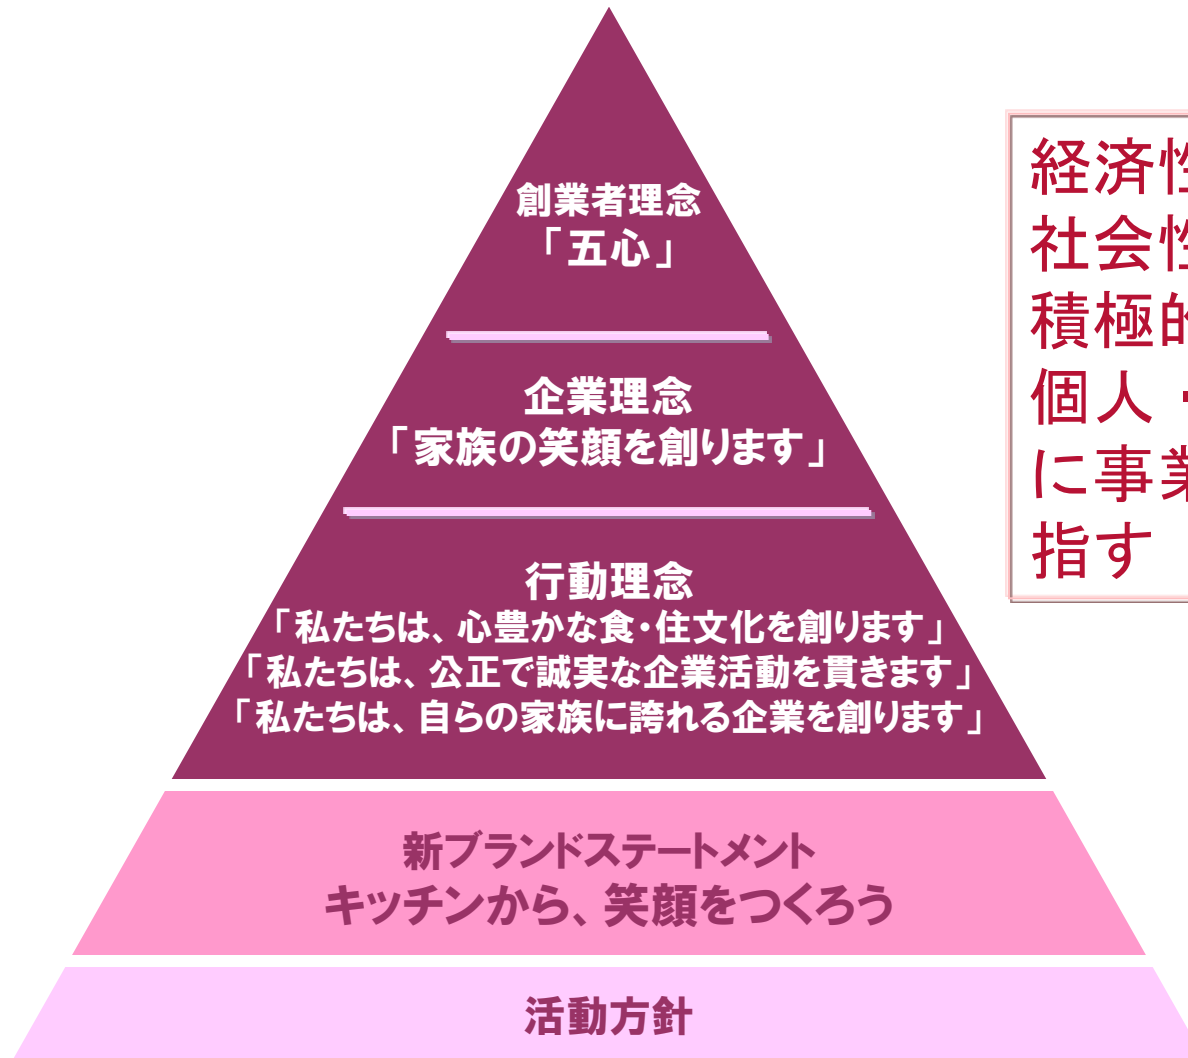 創業者理念
「五心」
企業理念
「家族の笑顔を創ります」
行動理念
「私たちは、心豊かな食・住文化を創ります」
「私たちは、公正で誠実な企業活動を貫きます」
「私たちは、自らの家族に誇れる企業を創ります」
新ブランドステートメント
キッチンから、笑顔をつくろう
活動方針
経済性
社会性
積極的
個人・
に事業
指す